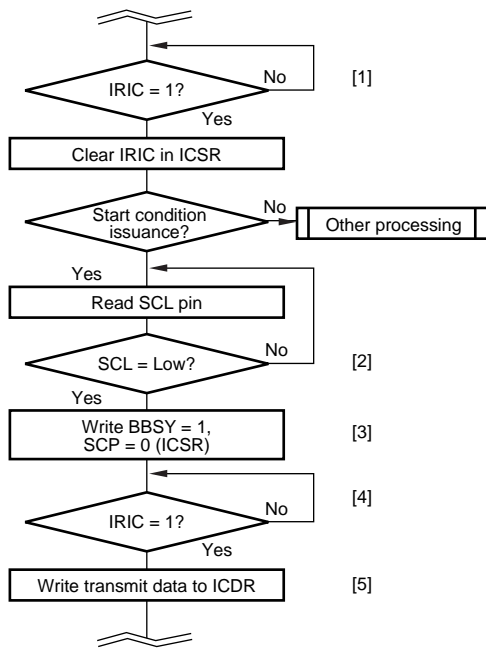 IRIC = 1?
No
[1]
Yes
Clear IRIC in ICSR
Start condition
issuance?
No
Other processing
Yes
Read SCL pin
SCL = Low?
No
[2]
Yes
Write BBSY = 1,
SCP = 0 (ICSR)
[3]
IRIC = 1?
No
[4]
Yes
Write transmit data to ICDR
[5]